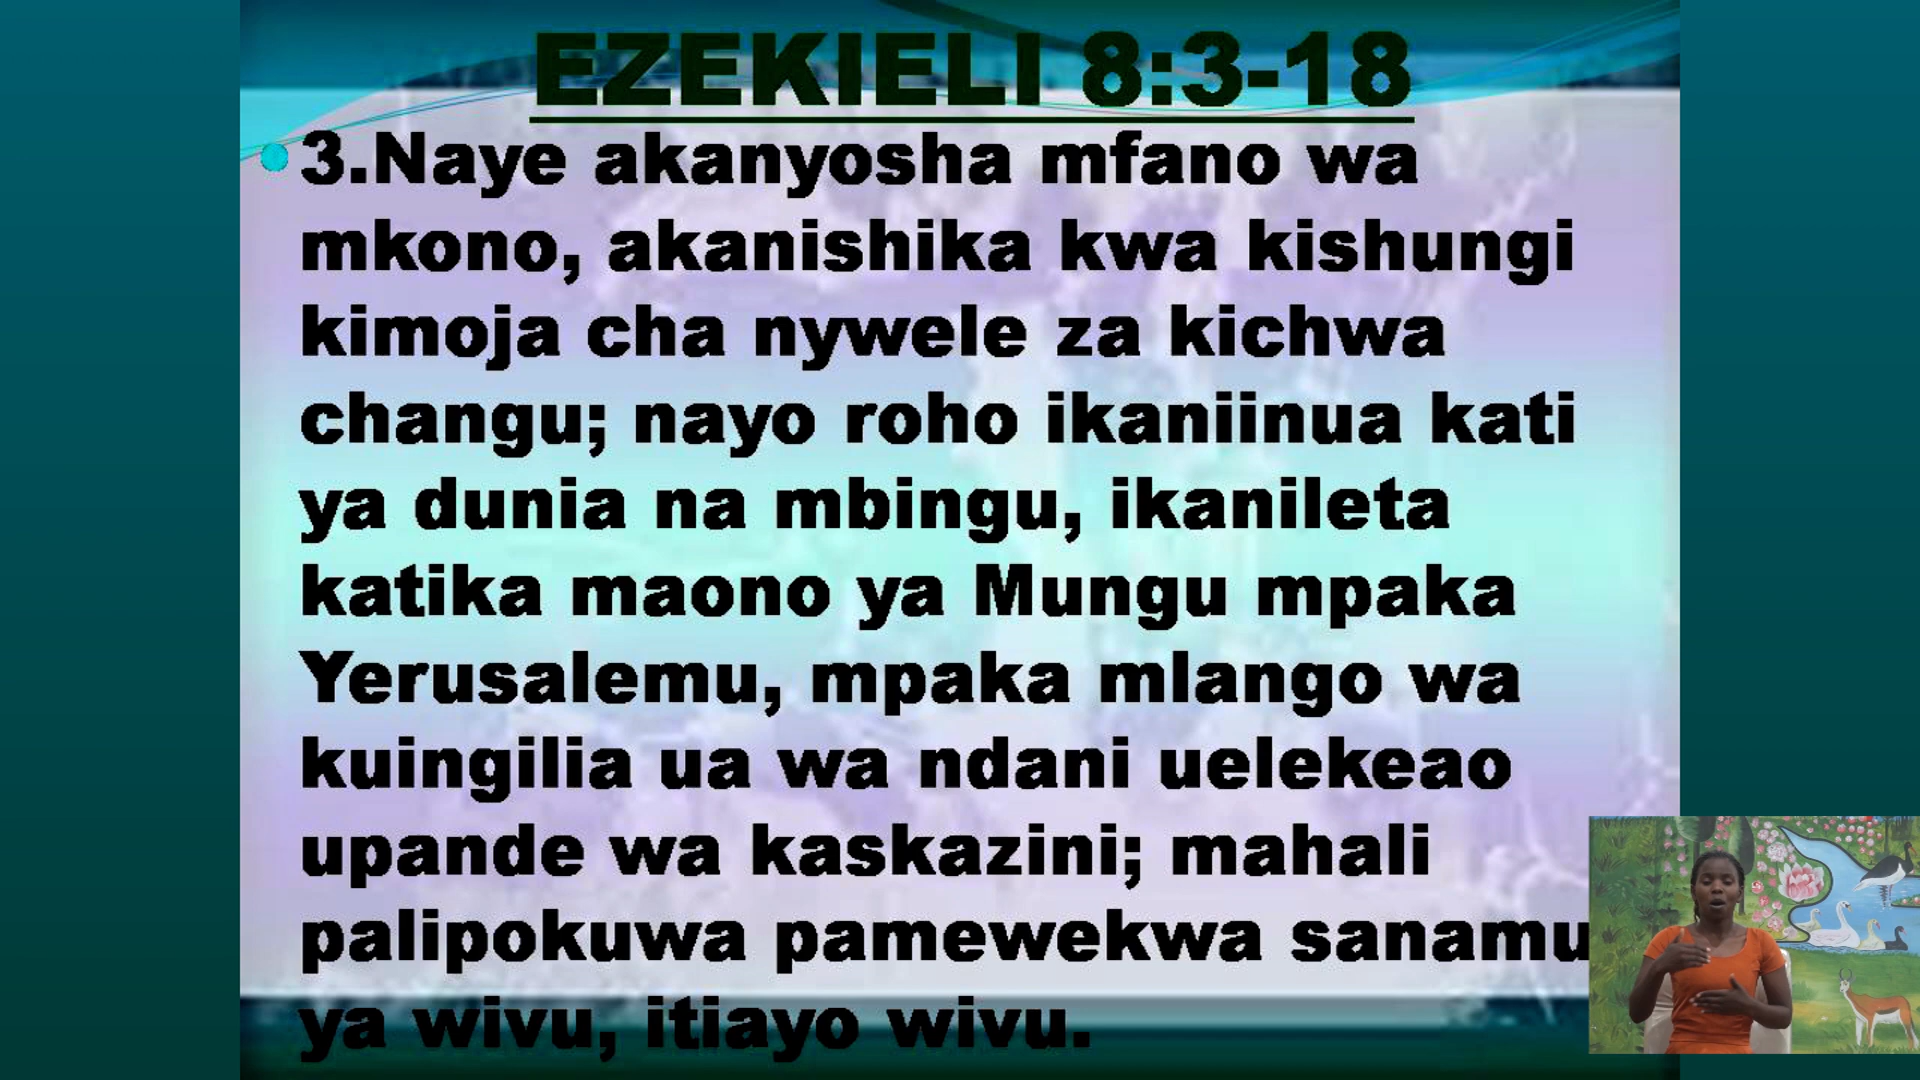 EZEKIELI 8:3-18
3.Naye akanyosha mfano wa
mkono, akanishika kwa kishungi
kimoja cha nywele za kichwa
changu; nayo roho ikaniinua kati
ya dunia na mbingu, ikanileta
katika maono ya Mungu mpaka
Yerusalemu, mpaka mlango wa
kuingilia ua wa ndani uelekeao
upande wa kaskazini; mahali
palipokuwa pamewekwa sanamu
ya wivu, itiayo wivu.